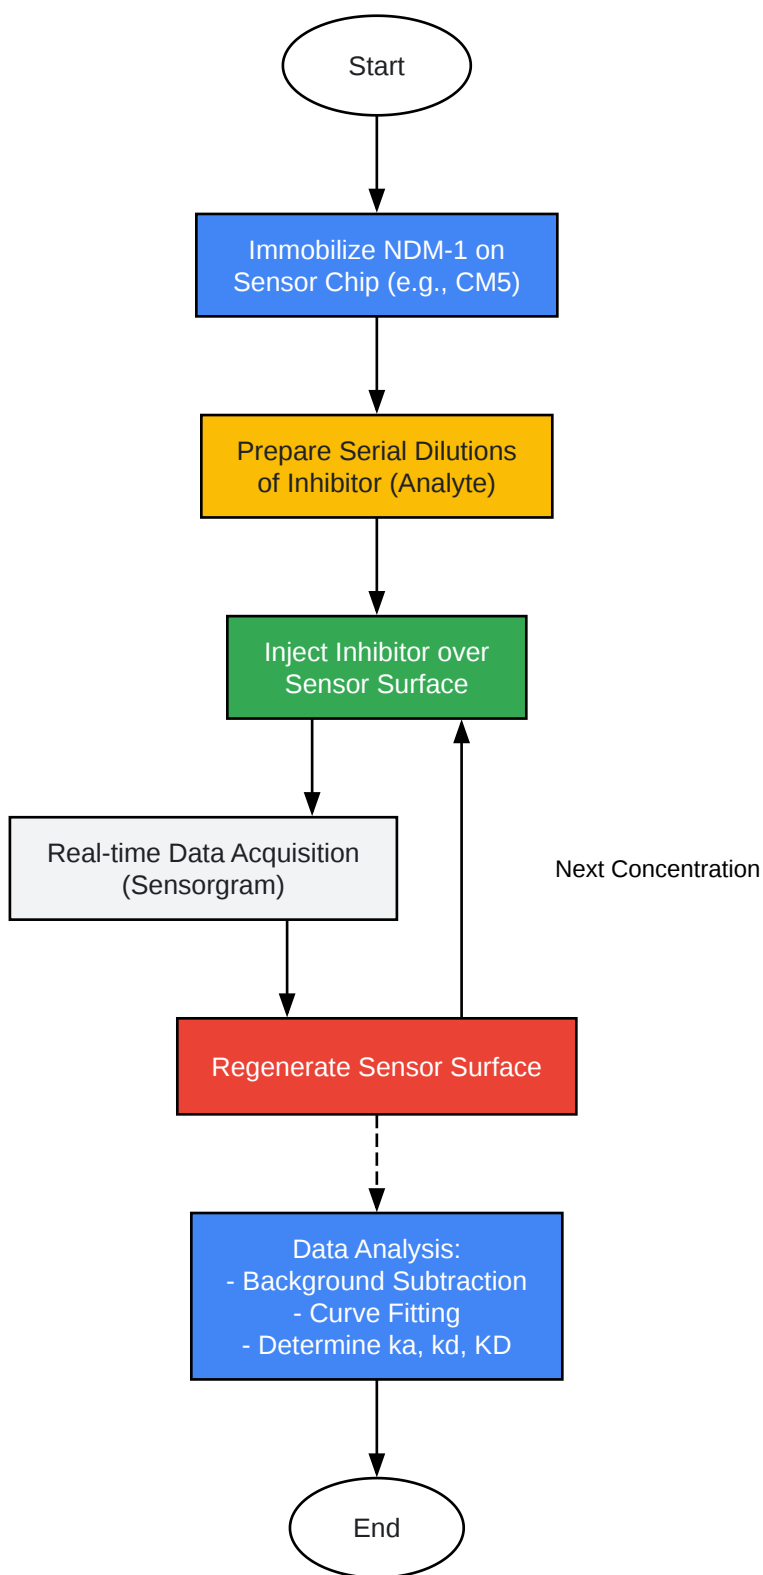 Start
Immobilize NDM-1 on
Sensor Chip (e.g., CM5)
Prepare Serial Dilutions
of Inhibitor (Analyte)
Inject Inhibitor over
Sensor Surface
Real-time Data Acquisition
(Sensorgram)
Next Concentration
Regenerate Sensor Surface
Data Analysis:
- Background Subtraction
- Curve Fitting
- Determine ka, kd, KD
End